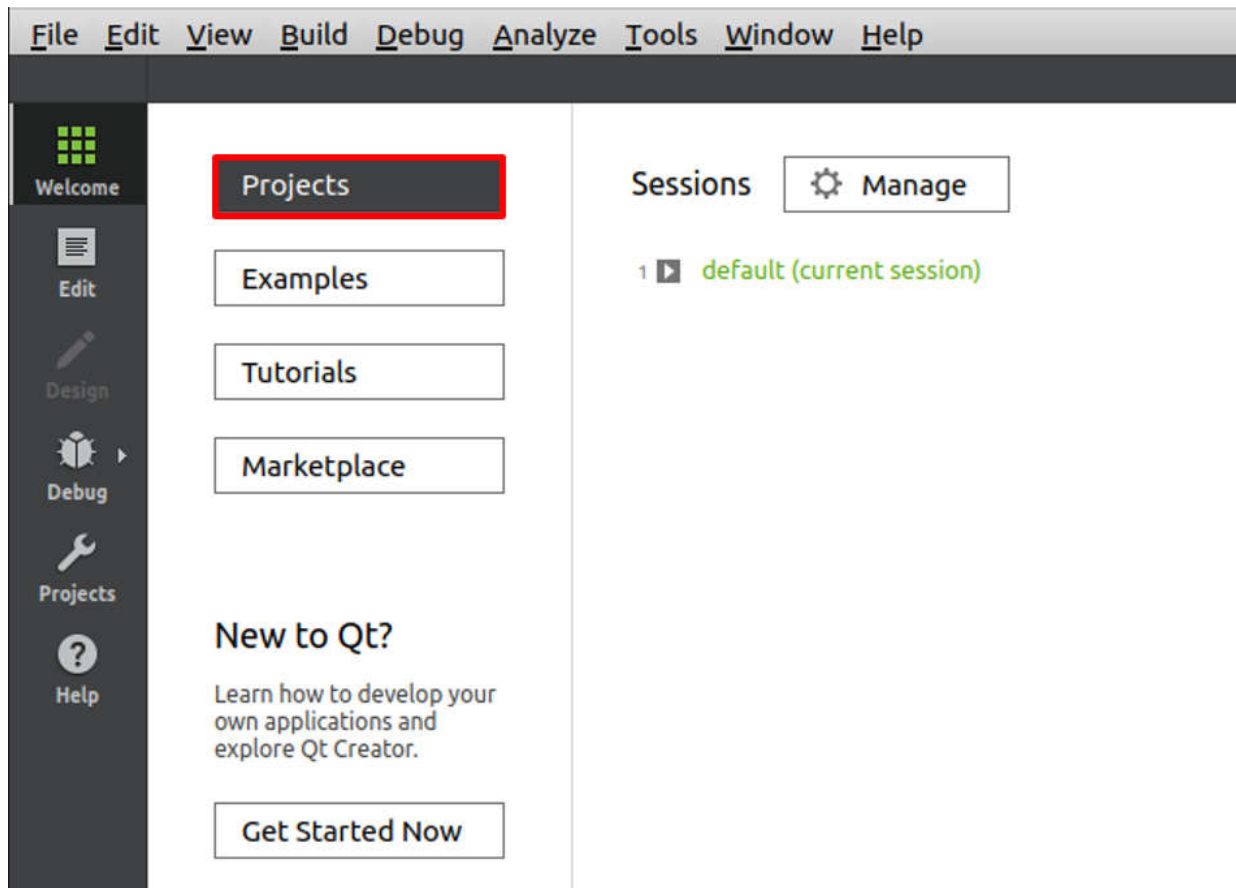 File Edit View Build Debug Analyze Tools Window Help
Welcome
Edit
Design
Debug
Projects
Help
Projects
Examples
Tutorials
Marketplace
New to Qt?
Learn how to develop your
own applications and
explore Qt Creator.
Get Started Now
Sessions Manage
1 default (current session)